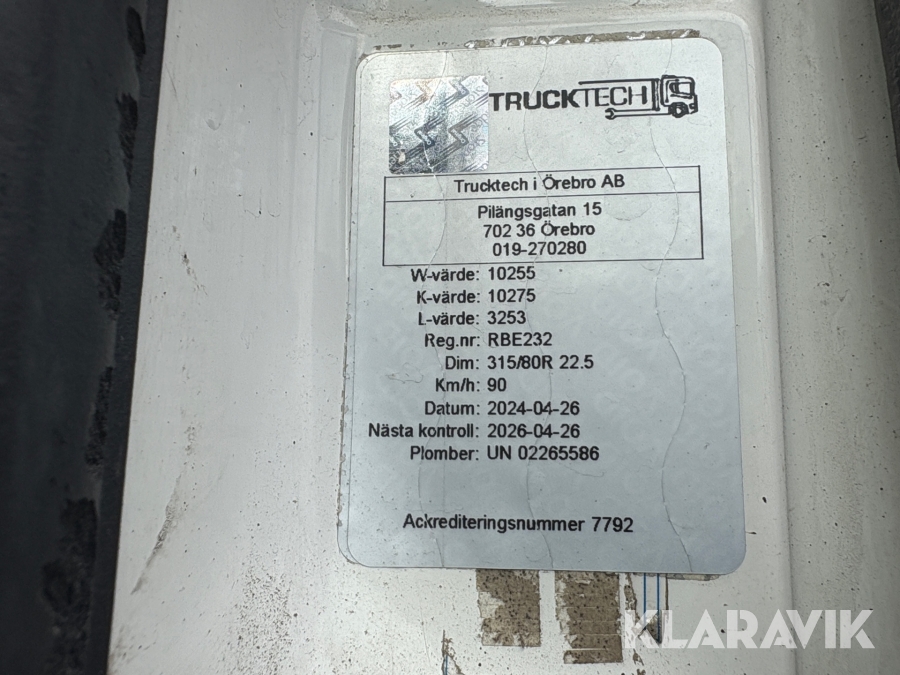 TRUCKTECH
Trucktech i Örebro AB
Pilängsgatan 15
702 36 Örebro
019-270280
W-värde: 10255
K-värde: 10275
L-värde: 3253
Reg.nr: RBE232
Dim: 315/80R 22.5
Km/h: 90
Datum: 2024-04-26
Nästa kontroll: 2026-04-26
Plomber: UN 02265586
Ackrediteringsnummer 7792
KLARAVIK